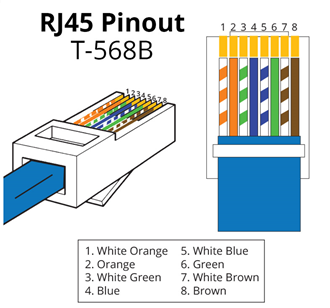 RJ45 Pinout
T-568B
12345678
1 2 3 4 5 6 7 8
1. White Orange
2. Orange
3. White Green
4. Blue
5. White Blue
6. Green
7. White Brown
8. Brown